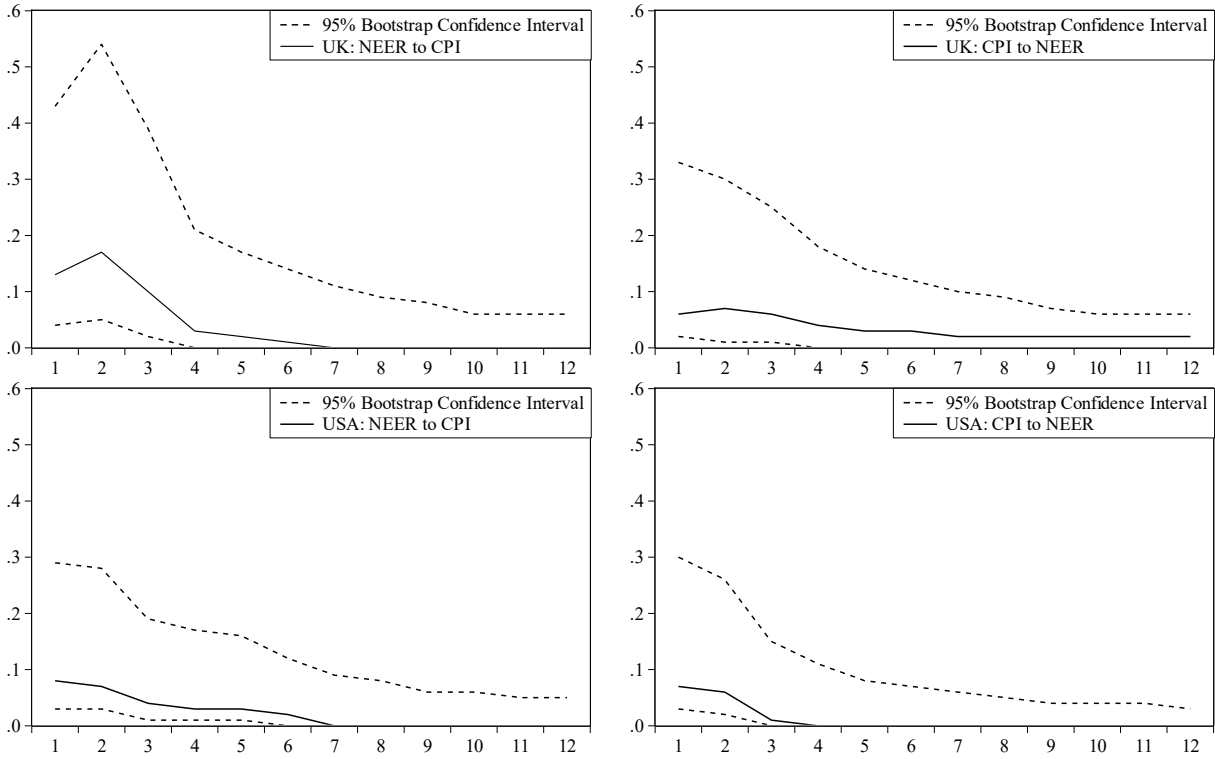 95% Bootstrap Confidence Interval
UK: NEER to CPI
.6
.5
.4
.3
.2
.1
.0
1 2 3 4 5 6 7 8 9 10 11 12
95% Bootstrap Confidence Interval
UK: CPI to NEER
.6
.5
.4
.3
.2
.1
.0
1 2 3 4 5 6 7 8 9 10 11 12
95% Bootstrap Confidence Interval
USA: NEER to CPI
.6
.5
.4
.3
.2
.1
.0
1 2 3 4 5 6 7 8 9 10 11 12
95% Bootstrap Confidence Interval
USA: CPI to NEER
.6
.5
.4
.3
.2
.1
.0
1 2 3 4 5 6 7 8 9 10 11 12